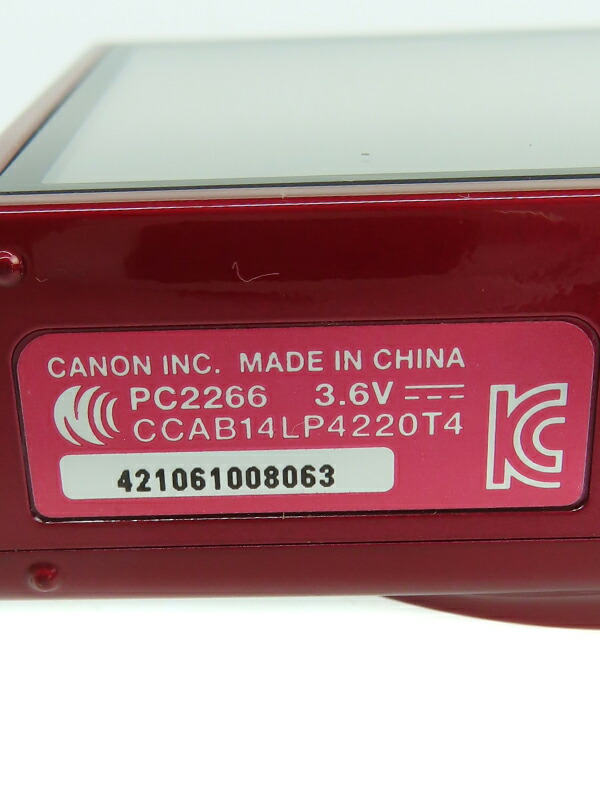 CANON INC. MADE IN CHINA
PC2266 3.6V
CCAB14LP4220T4
421061008063